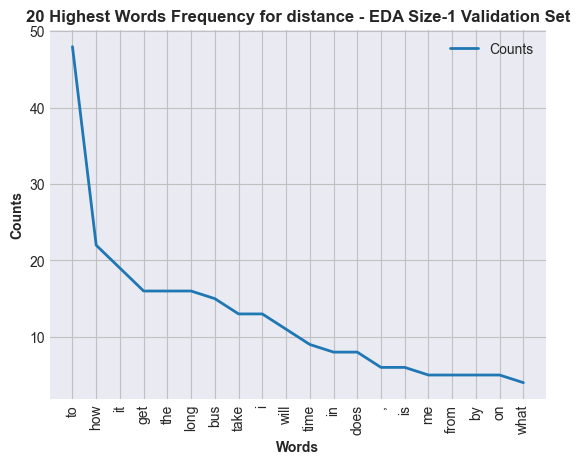 20 Highest Words Frequency for distance - EDA Size-1 Validation Set
Counts
50
40
30
20
10
Counts
to
how
it
get
the
long
bus
take
i
will
time
in
does
,
is
me
from
by
on
what
Words